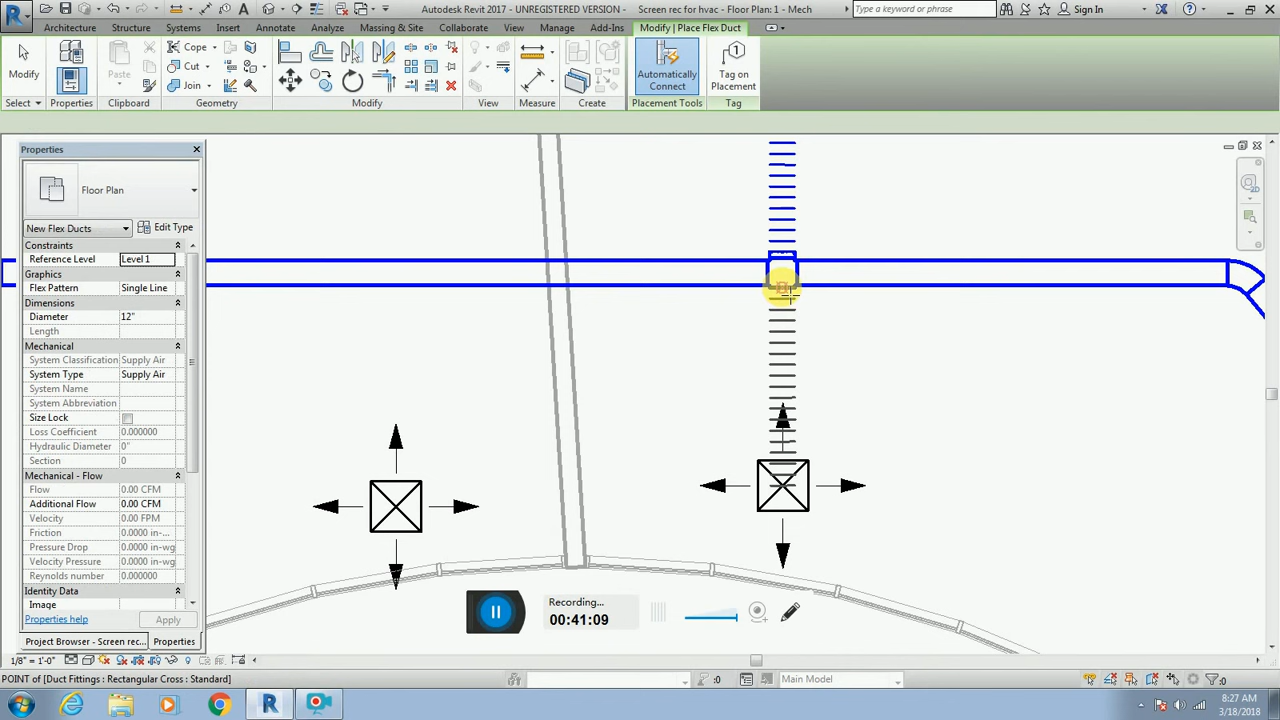 Autodesk Revit 2017 - UNREGISTERED VERSION - Screen rec for hvac - Floor Plan: 1 - Mech
Type a keyword or phrase
Sign In
Architecture Structure Systems Insert Annotate Analyze Massing & Site Collaborate View Manage Add-Ins Modify | Place Flex Duct
Modify
Properties
Paste
Cope
Cut
Join
Automatically Connect
Tag on Placement
Select Properties Clipboard Geometry Modify View Measure Create Placement Tools Tag
Properties
Floor Plan
New Flex Ducts Edit Type
Constraints
Reference Level Level 1
Graphics
Flex Pattern Single Line
Dimensions
Diameter 12"
Length
Mechanical
System Classification Supply Air
System Type Supply Air
System Name
System Abbreviation
Size Lock
Loss Coefficient 0.000000
Hydraulic Diameter 0"
Section 0
Mechanical - Flow
Flow 0.00 CFM
Additional Flow 0.00 CFM
Velocity 0.00 FPM
Friction 0.0000 in-...
Pressure Drop 0.0000 in-wg
Velocity Pressure 0.0000 in-wg
Reynolds number 0.000000
Identity Data
Image
Properties help Apply
Project Browser - Screen rec... Properties
Recording...
00:41:09
1/8" = 1'-0"
POINT of [Duct Fittings: Rectangular Cross : Standard]
:0
Main Model
:0
8:27 AM
3/18/2018